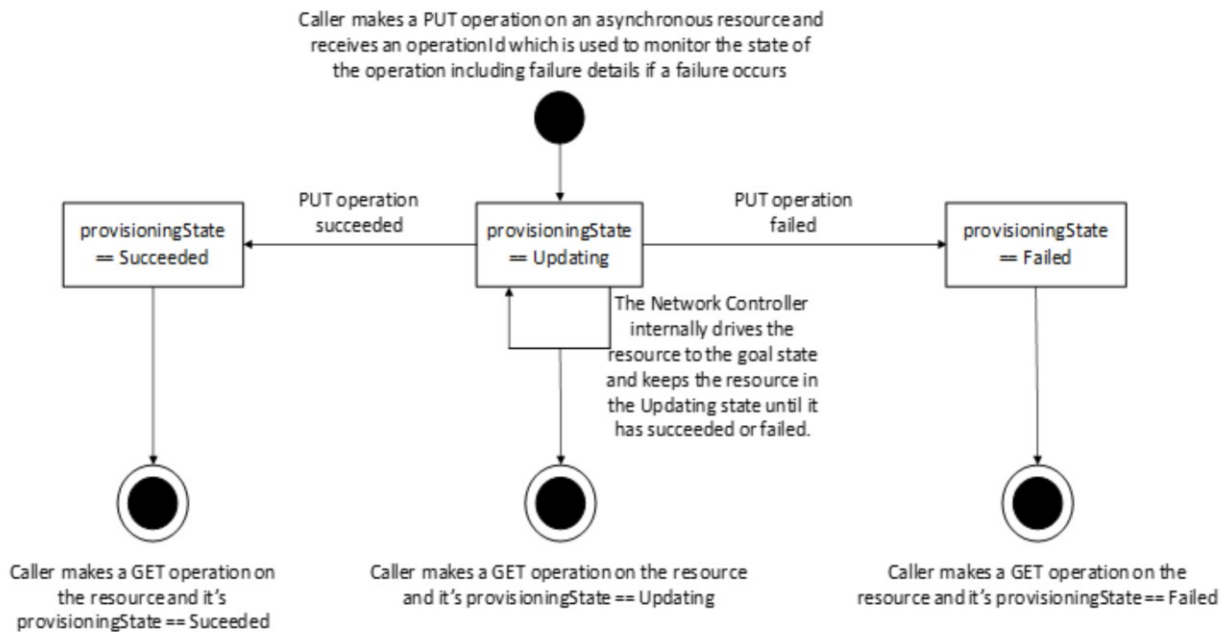 Caller makes a PUT operation on an asynchronous resource and
receives an operationId which is used to monitor the state of
the operation including failure details if a failure occurs
PUT operation
succeeded
PUT operation
failed
provisioningState
== Succeeded
provisioningState
== Updating
provisioningState
== Failed
The Network Controller
internally drives the
resource to the goal state
and keeps the resource in
the Updating state until it
has succeeded or failed.
Caller makes a GET operation on
the resource and it's
provisioningState == Suceeded
Caller makes a GET operation on the resource
and it's provisioningState == Updating
Caller makes a GET operation on the
resource and it's provisioningState == Failed